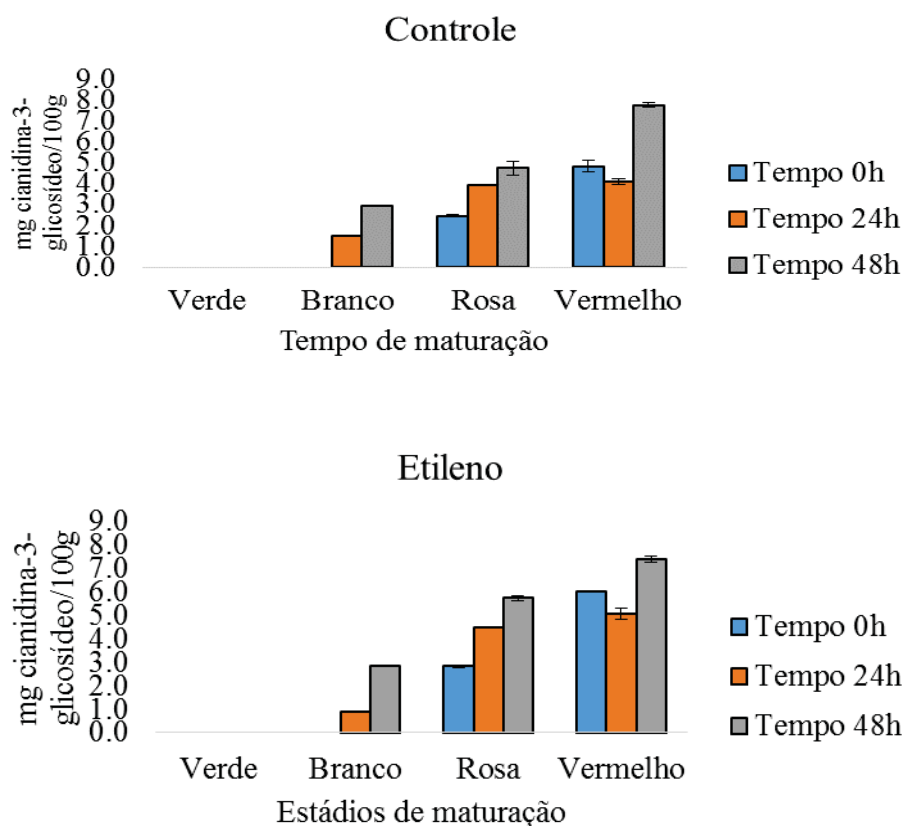 Controle
mg cianidina-3-
glicosídeo/100g
9.0
8.0
7.0
6.0
5.0
4.0
3.0
2.0
1.0
0.0
Verde Branco Rosa Vermelho
Tempo de maturação
Tempo 0h
Tempo 24h
Tempo 48h
Etileno
mg cianidina-3-
glicosídeo/100g
9.0
8.0
7.0
6.0
5.0
4.0
3.0
2.0
1.0
0.0
Verde Branco Rosa Vermelho
Estádios de maturação
Tempo 0h
Tempo 24h
Tempo 48h